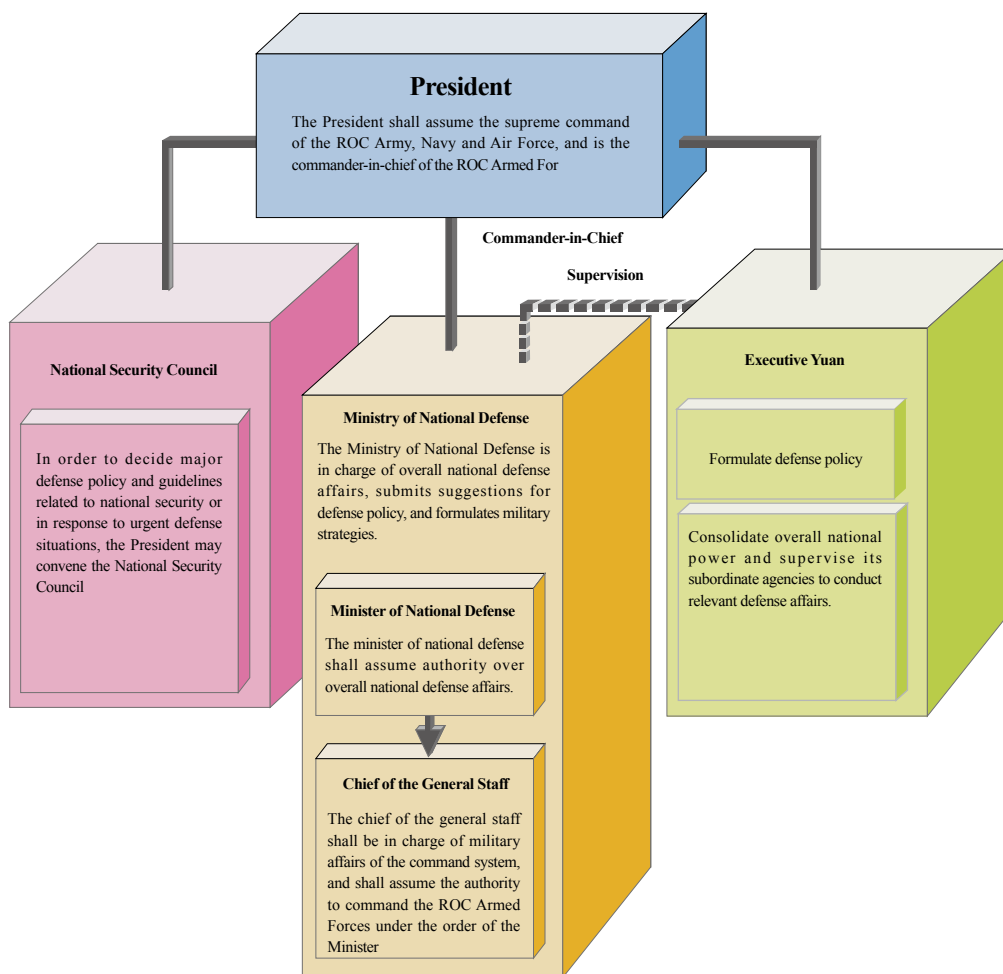 President
The President shall assume the supreme command
of the ROC Army, Navy and Air Force, and is the
commander-in-chief of the ROC Armed For
Commander-in-Chief
Supervision
National Security Council
In order to decide major
defense policy and guidelines
related to national security or
in response to urgent defense
situations, the President may
convene the National Security
Council
Ministry of National Defense
The Ministry of National Defense is
in charge of overall national defense
affairs, submits suggestions for
defense policy, and formulates military
strategies.
Minister of National Defense
The minister of national defense
shall assume authority over
overall national defense affairs.
Chief of the General Staff
The chief of the general staff
shall be in charge of military
affairs of the command system,
and shall assume the authority
to command the ROC Armed
Forces under the order of the
Minister
Executive Yuan
Formulate defense policy
Consolidate overall national
power and supervise its
subordinate agencies to conduct
relevant defense affairs.